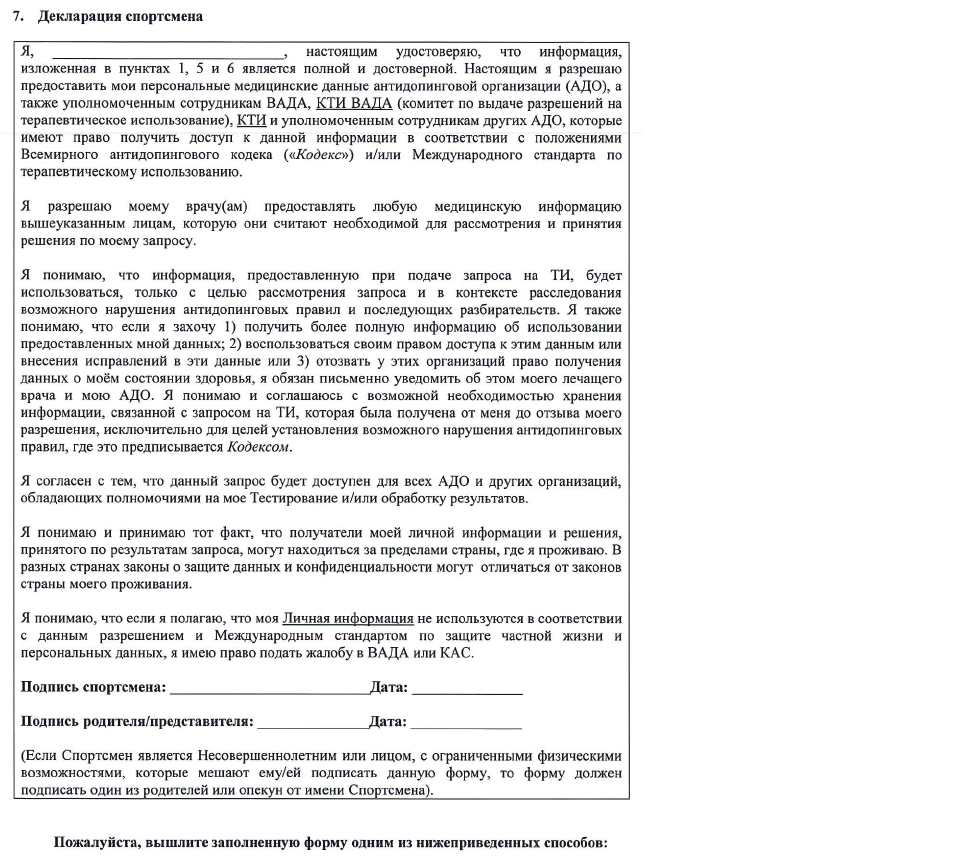 7. Декларация спортсмена
Я, ________________________________, настоящим удостоверяю, что информация,
изложенная в пунктах 1, 5 и 6 является полной и достоверной. Настоящим я разрешаю
предоставить мои персональные медицинские данные антидопинговой организации (АДО), а
также уполномоченным сотрудникам ВАДА, КТИ ВАДА (комитет по выдаче разрешений на
терапевтическое использование), КТИ и уполномоченным сотрудникам других АДО, которые
имеют право получить доступ к данной информации в соответствии с положениями
Всемирного антидопингового кодекса («Кодекс») и/или Международного стандарта по
терапевтическому использованию.
Я разрешаю моему врачу(ам) предоставлять любую медицинскую информацию
вышеуказанным лицам, которую они считают необходимой для рассмотрения и принятия
решения по моему запросу.
Я понимаю, что информация, предоставленную при подаче запроса на ТИ, будет
использоваться, только с целью рассмотрения запроса и в контексте расследования
возможного нарушения антидопинговых правил и последующих разбирательств. Я также
понимаю, что если я захочу 1) получить более полную информацию об использовании
предоставленных мной данных; 2) воспользоваться своим правом доступа к этим данным или
внесения исправлений в эти данные или 3) отозвать у этих организаций право получения
данных о моём состоянии здоровья, я обязан письменно уведомить об этом моего лечащего
врача и мою АДО. Я понимаю и соглашаюсь с возможной необходимостью хранения
информации, связанной с запросом на ТИ, которая была получена от меня до отзыва моего
разрешения, исключительно для целей установления возможного нарушения антидопинговых
правил, где это предписывается Кодексом.
Я согласен с тем, что данный запрос будет доступен для всех АДО и других организаций,
обладающих полномочиями на мое Тестирование и/или обработку результатов.
Я понимаю и принимаю тот факт, что получатели моей личной информации и решения,
принятого по результатам запроса, могут находиться за пределами страны, где я проживаю. В
разных странах законы о защите данных и конфиденциальности могут отличаться от законов
страны моего проживания.
Я понимаю, что если я полагаю, что моя Личная информация не используются в соответствии
с данным разрешением и Международным стандартом по защите частной жизни и
персональных данных, я имею право подать жалобу в ВАДА или КАС.
Подпись спортсмена: ____________________________Дата: _______________
Подпись родителя/представителя: _______________Дата: _______________
(Если Спортсмен является Несовершеннолетним или лицом, с ограниченными физическими
возможностями, которые мешают ему/ей подписать данную форму, то форму должен
подписать один из родителей или опекун от имени Спортсмена).
Пожалуйста, вышлите заполненную форму одним из нижеприведенных способов: